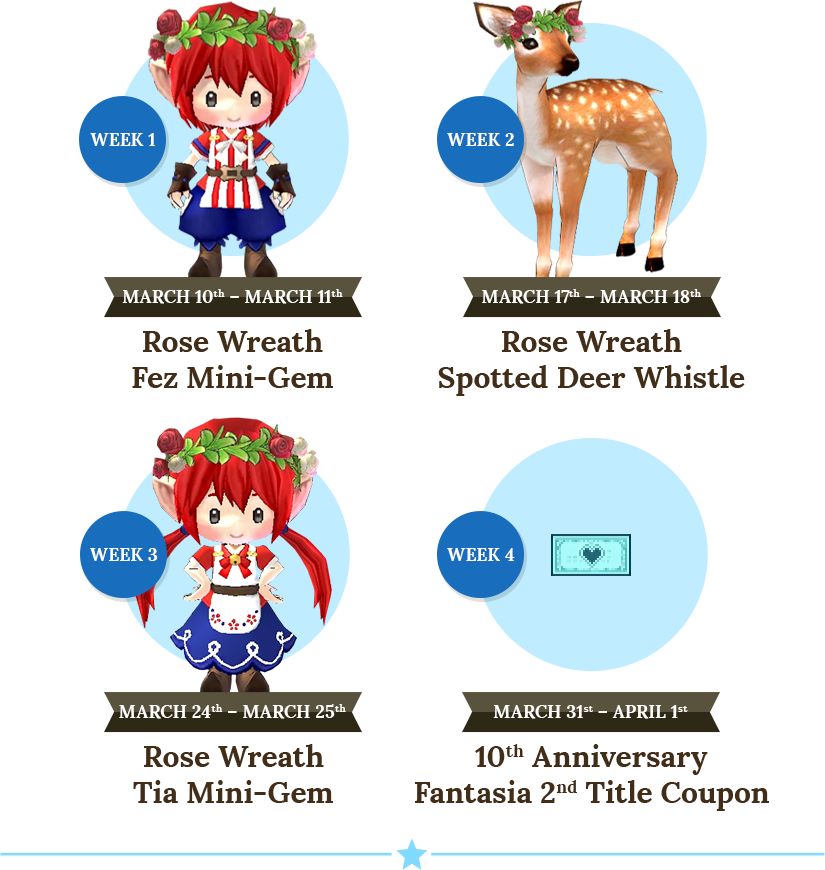 WEEK 1
MARCH 10th – MARCH 11th
Rose Wreath
Fez Mini-Gem
WEEK 2
MARCH 17th – MARCH 18th
Rose Wreath
Spotted Deer Whistle
WEEK 3
MARCH 24th – MARCH 25th
Rose Wreath
Tia Mini-Gem
WEEK 4
MARCH 31st – APRIL 1st
10th Anniversary
Fantasia 2nd Title Coupon